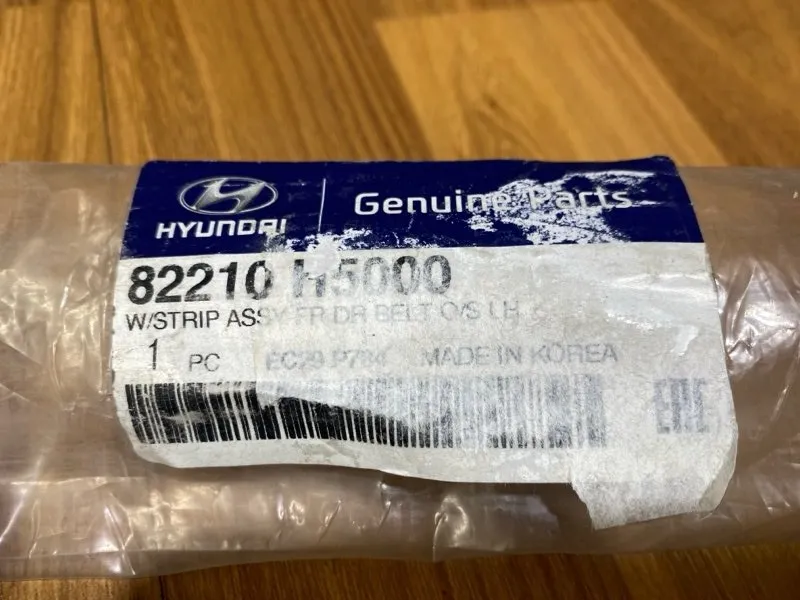 HYUNDAI
Genuine Parts
82210 H5000
W/STRIP ASSY-FR DR BELT O/S LH
1 PC MADE IN KOREA
EAC